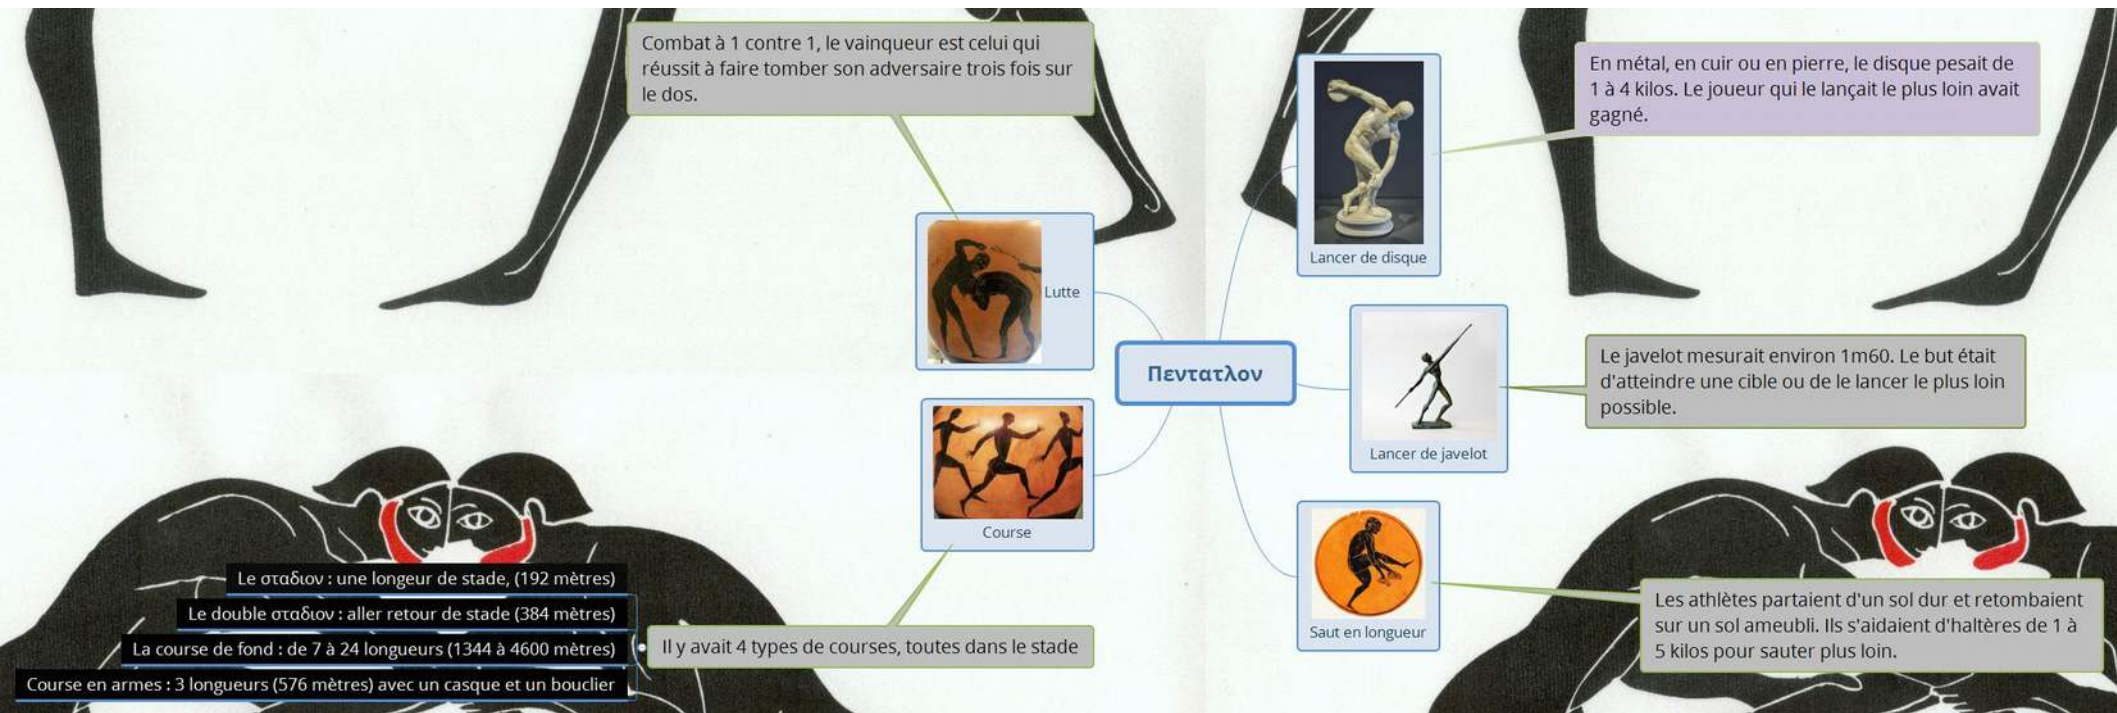 Combat à 1 contre 1, le vainqueur est celui qui
réussit à faire tomber son adversaire trois fois sur
le dos.
Lutte
Course
Le σταδιον : une longeur de stade, (192 mètres)
Le double σταδιον : aller retour de stade (384 mètres)
La course de fond : de 7 à 24 longueurs (1344 à 4600 mètres)
Course en armes : 3 longueurs (576 mètres) avec un casque et un bouclier
Il y avait 4 types de courses, toutes dans le stade
Πεντατλον
Lancer de disque
En métal, en cuir ou en pierre, le disque pesait de
1 à 4 kilos. Le joueur qui le lançait le plus loin avait
gagné.
Lancer de javelot
Le javelot mesurait environ 1m60. Le but était
d'atteindre une cible ou de le lancer le plus loin
possible.
Saut en longueur
Les athlètes partaient d'un sol dur et retombaient
sur un sol ameubli. Ils s'aidaient d'haltères de 1 à
5 kilos pour sauter plus loin.